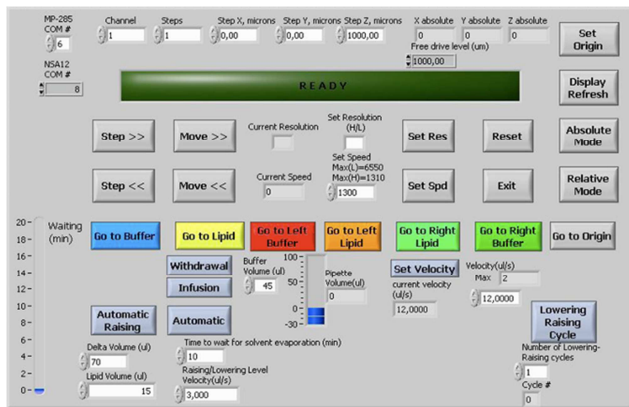 MP-285
COM #
6
Channel
1
Steps
1
Step X, microns
0,00
Step Y, microns
0,00
Step Z, microns
1000,00
X absolute
0
Y absolute
0
Z absolute
0
Free drive level (um)
1000,00
Set
Origin
NSA12
COM #
8
READY
Display
Refresh
Step >>
Move >>
Current Resolution
Set Resolution
(H/L)
Set Res
Reset
Absolute
Mode
Step <<
Move <<
Current Speed
0
Set Speed
Max(L)=6550
Max(H)=1310
1300
Set Spd
Exit
Relative
Mode
Waiting
(min)
20
18
16
14
12
10
8
6
4
2
0
Go to Buffer
Go to Lipid
Go to Left
Buffer
Go to Left
Lipid
Go to Right
Lipid
Go to Right
Buffer
Go to Origin
Withdrawal
Infusion
Buffer
Volume (ul)
45
100
50
0
-30
Pipette
Volume(ul)
0
Set Velocity
current velocity
(ul/s)
12,0000
Velocity(ul/s)
Max 2
12,0000
Automatic
Raising
Automatic
Lowering
Raising
Cycle
Delta Volume (ul)
70
Lipid Volume (ul)
15
Time to wait for solvent evaporation (min)
10
Raising/Lowering Level
Velocity(ul/s)
3,000
Number of Lowering-
Raising cycles
1
Cycle #
0